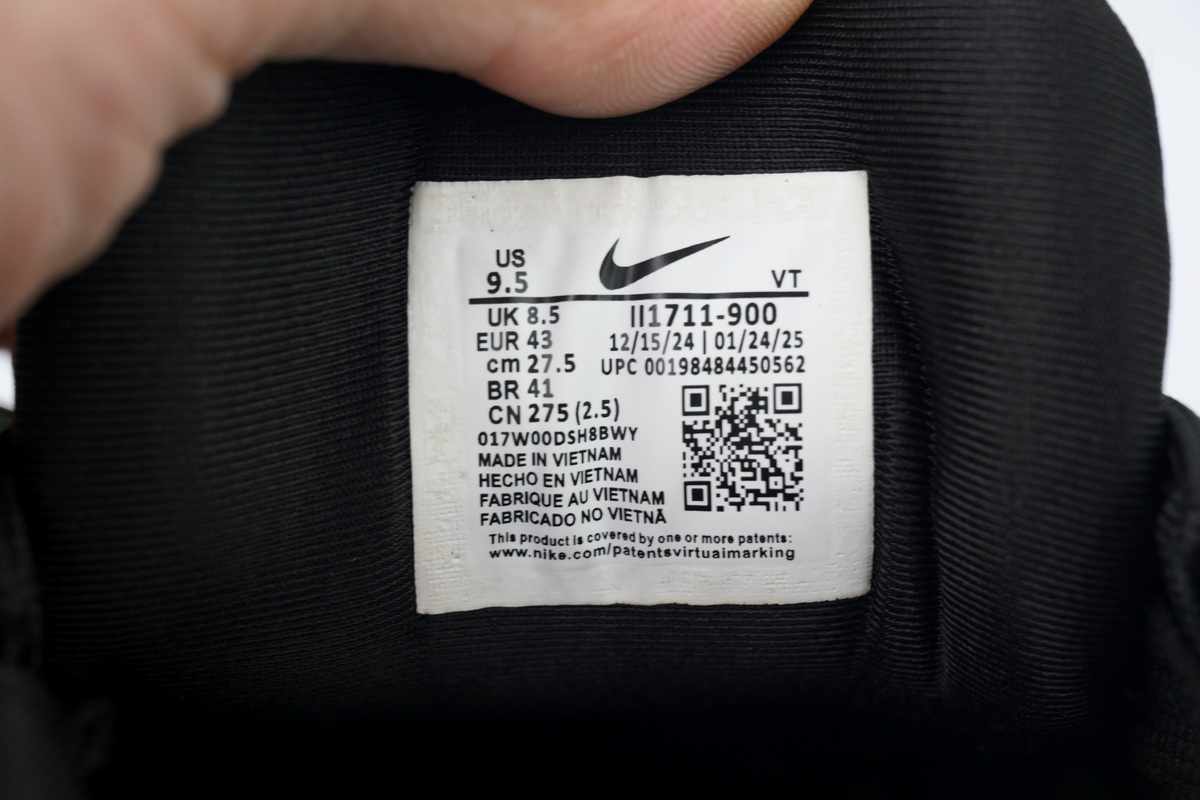 US
9.5
VT
UK 8.5
II1711-900
EUR 43
12/15/24 | 01/24/25
cm 27.5
UPC 00198484450562
BR 41
CN 275 (2.5)
017W00DSH8BWY
MADE IN VIETNAM
HECHO EN VIETNAM
FABRIQUE AU VIETNAM
FABRICADO NO VIETNÃ
This product is covered by one or more patents:
www.nike.com/patentsvirtualmarking